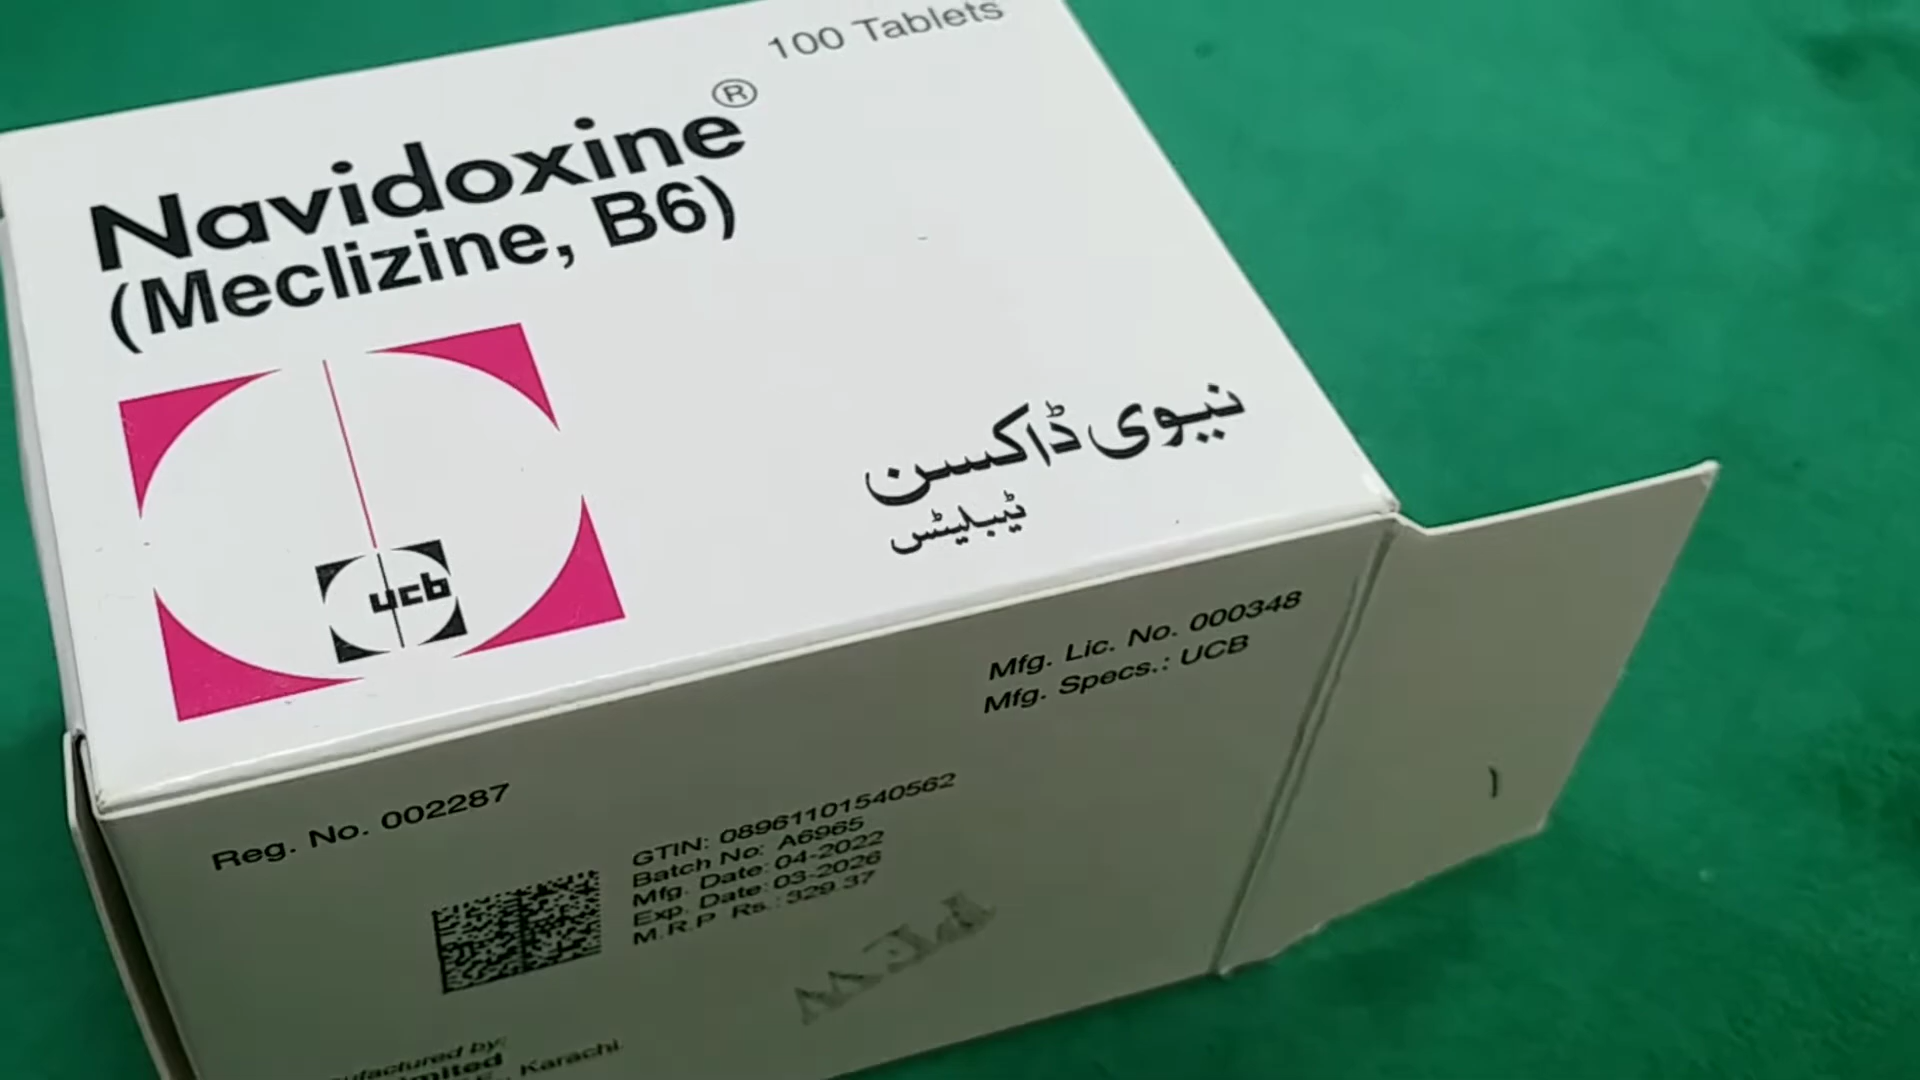 100 Tablets
Navidoxine®
(Meclizine, B6)
ucb
نیوی ڈاکسن
ٹیبلیٹس
Mfg. Lic. No. 000348
Mfg. Specs.: UCB
Reg. No. 002287
GTIN: 08961101540562
Batch No: A6965
Mfg. Date: 04-2022
Exp. Date: 03-2026
M.R.P Rs.: 329.37
by:
Karachi.